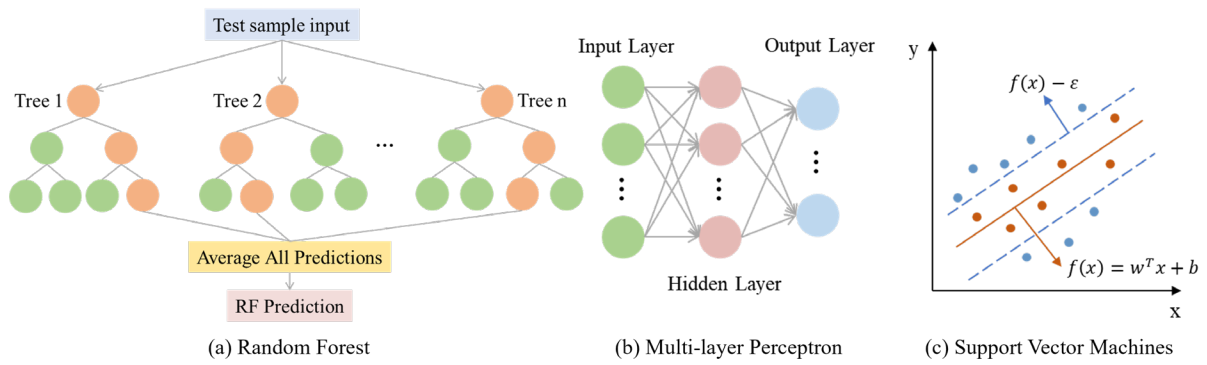 Test sample input
Tree 1
Tree 2
...
Tree n
Average All Predictions
RF Prediction
(a) Random Forest
Input Layer
Output Layer
Hidden Layer
(b) Multi-layer Perceptron
y
f(x) − ε
f(x) = wᵀx + b
x
(c) Support Vector Machines